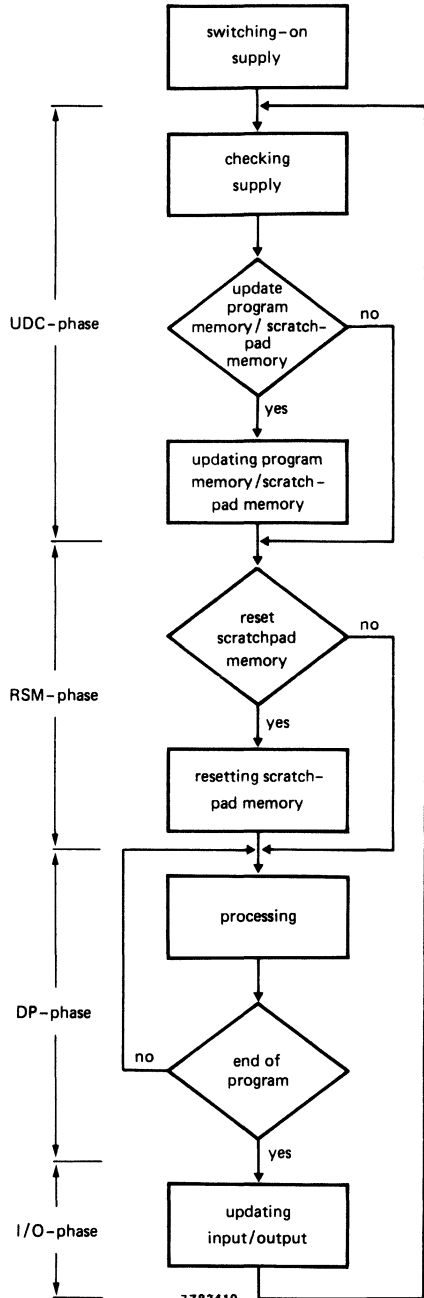 switching-on
supply
checking
supply
update
program
memory / scratch-
pad
memory
no
UDC-phase
yes
updating program
memory/scratch-
pad memory
reset
scratchpad
memory
no
RSM-phase
yes
resetting scratch-
pad memory
processing
DP-phase
no
end of
program
yes
updating
input/output
I/O-phase